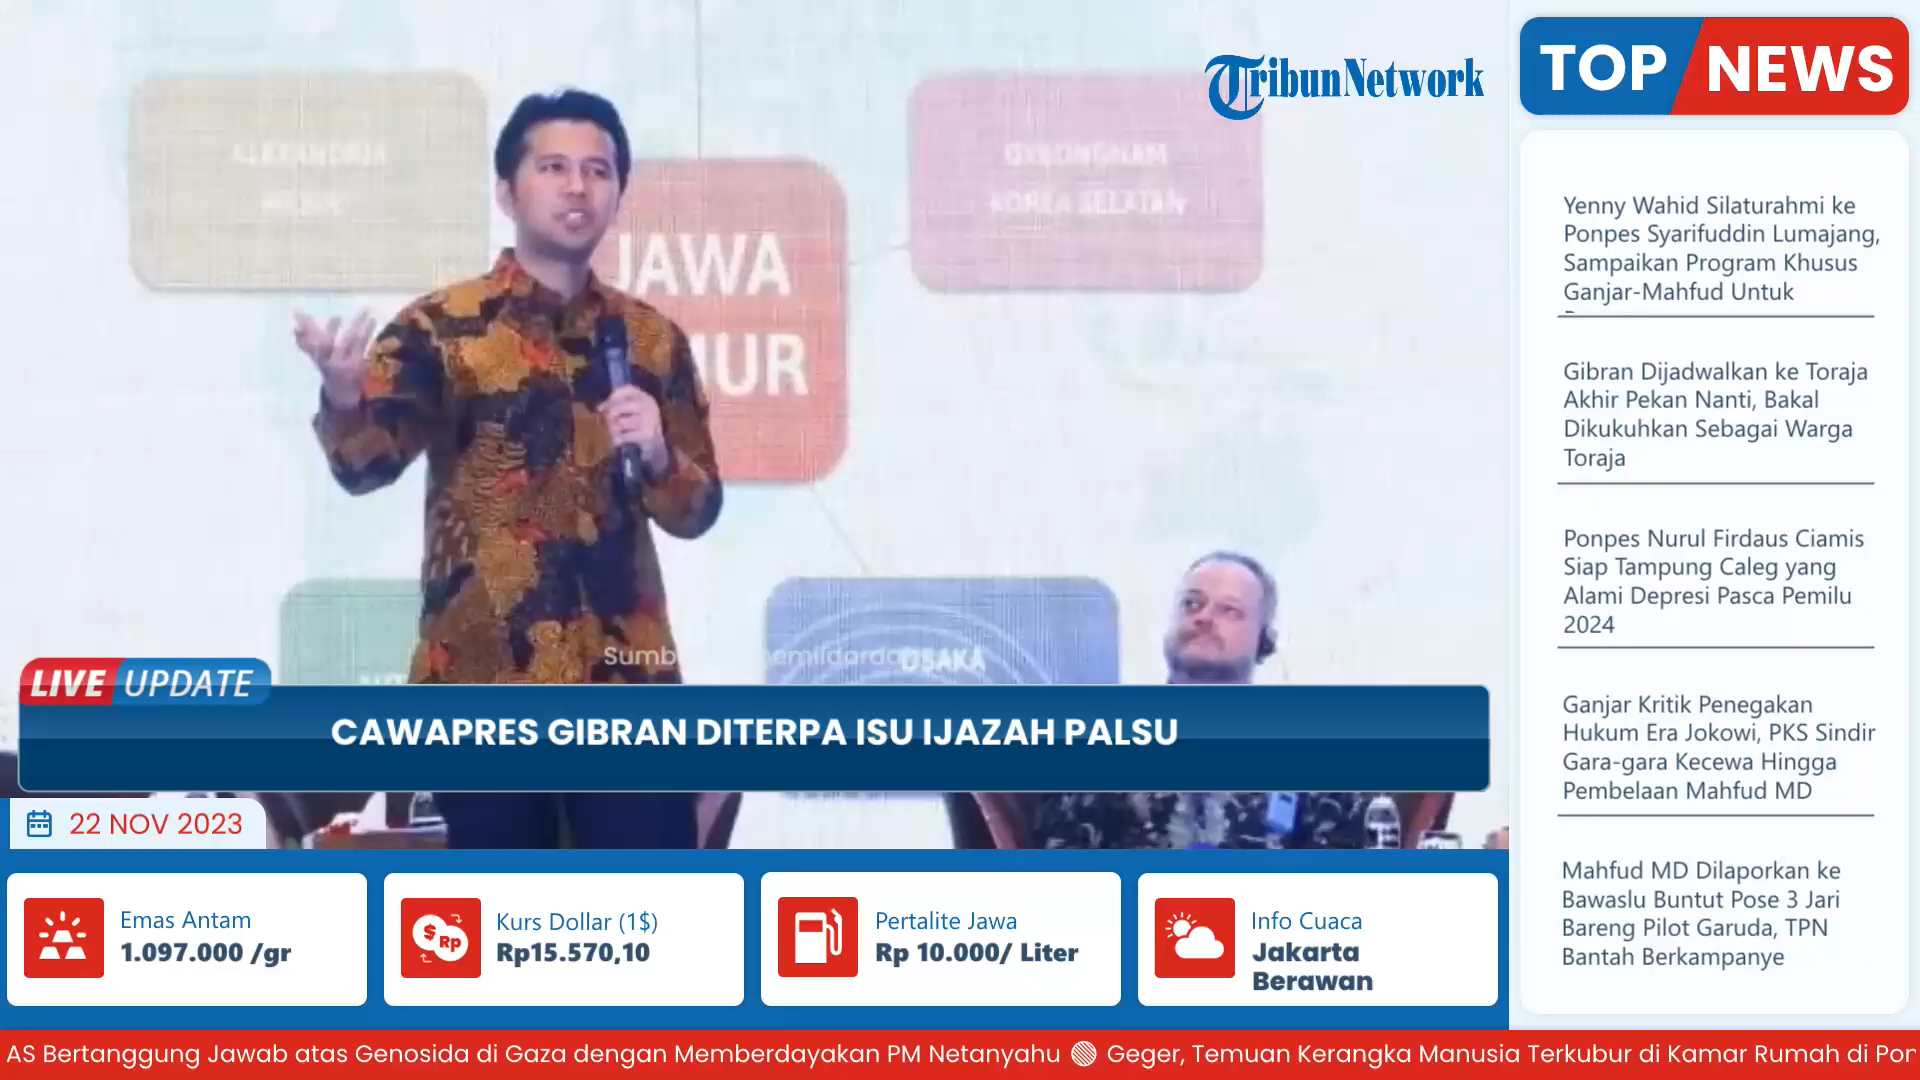 ALEXANDRIA
JAWA
GYEONGNAM
KOREA SELATAN
OSAKA
TribunNetwork
LIVE UPDATE
CAWAPRES GIBRAN DITERPA ISU IJAZAH PALSU
22 NOV 2023
Emas Antam
1.097.000 /gr
Kurs Dollar (1$)
Rp15.570,10
Pertalite Jawa
Rp 10.000/ Liter
Info Cuaca
Jakarta
Berawan
TOP NEWS
Yenny Wahid Silaturahmi ke
Ponpes Syarifuddin Lumajang,
Sampaikan Program Khusus
Ganjar-Mahfud Untuk
Gibran Dijadwalkan ke Toraja
Akhir Pekan Nanti, Bakal
Dikukuhkan Sebagai Warga
Toraja
Ponpes Nurul Firdaus Ciamis
Siap Tampung Caleg yang
Alami Depresi Pasca Pemilu
2024
Ganjar Kritik Penegakan
Hukum Era Jokowi, PKS Sindir
Gara-gara Kecewa Hingga
Pembelaan Mahfud MD
Mahfud MD Dilaporkan ke
Bawaslu Buntut Pose 3 Jari
Bareng Pilot Garuda, TPN
Bantah Berkampanye
AS Bertanggung Jawab atas Genosida di Gaza dengan Memberdayakan PM Netanyahu Geger, Temuan Kerangka Manusia Terkubur di Kamar Rumah di